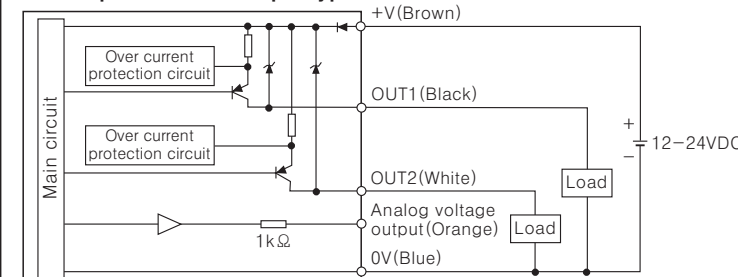 +V(Brown)
Over current
protection circuit
OUT1(Black)
Main circuit
+
12-24VDC
−
Over current
protection circuit
OUT2(White)
Load
Analog voltage
output(Orange)
Load
1kΩ
0V(Blue)